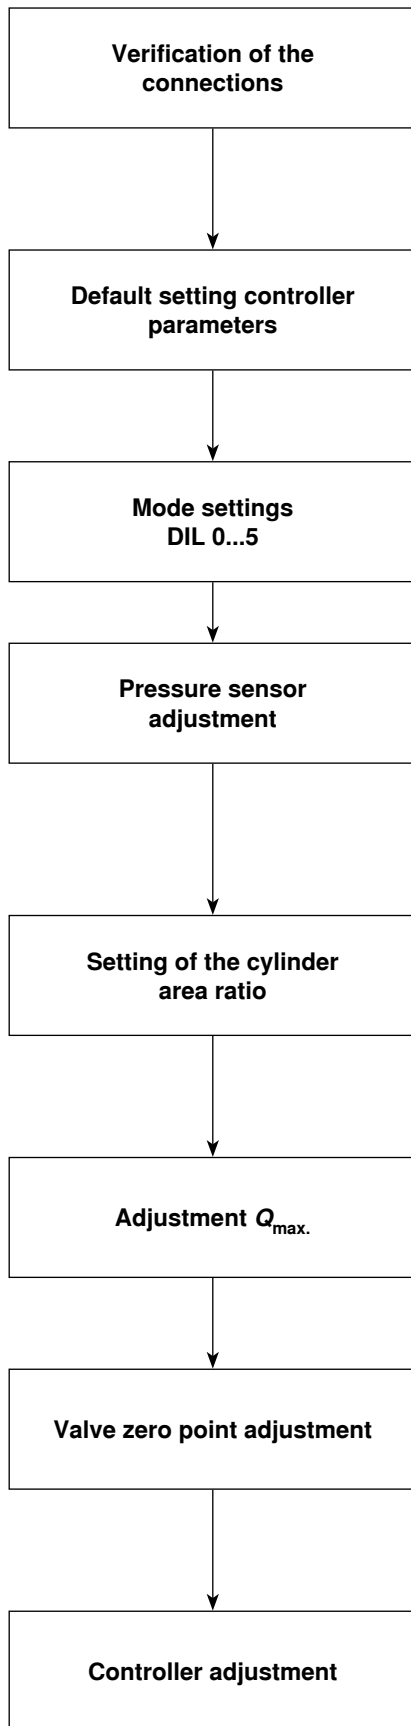 Verification of the
connections
Default setting controller
parameters
Mode settings
DIL 0...5
Pressure sensor
adjustment
Setting of the cylinder
area ratio
Adjustment Qmax.
Valve zero point adjustment
Controller adjustment